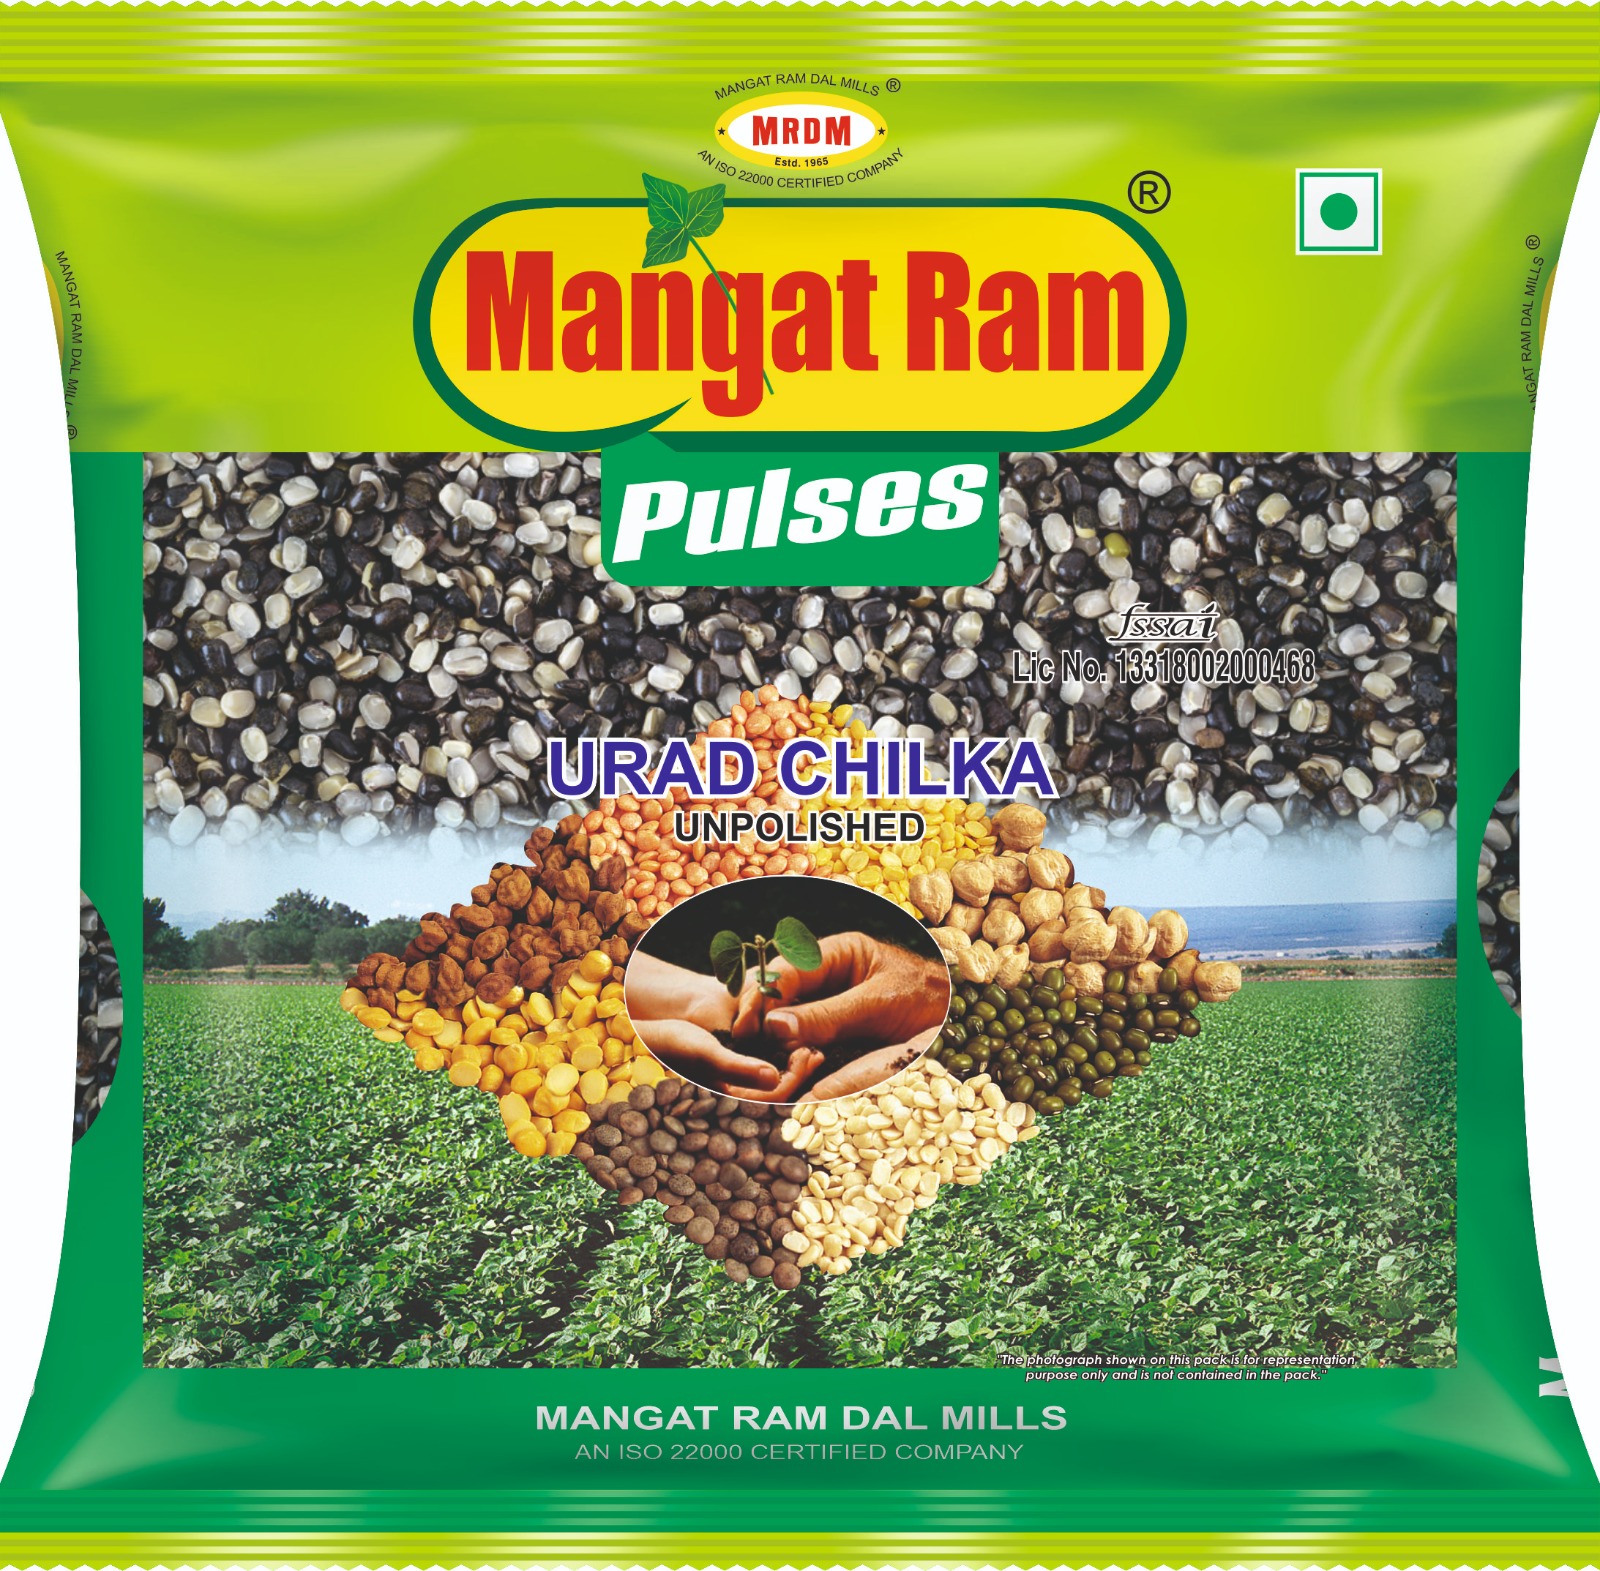 MANGAT RAM DAL MILLS ®
MRDM
Estd. 1965
AN ISO 22000 CERTIFIED COMPANY
Mangat Ram ®
Pulses
MANGAT RAM DAL MILLS ®
MANGAT RAM DAL MILLS ®
fssai
Lic No. 13318002000468
URAD CHILKA
UNPOLISHED
"The photograph shown on this pack is for representation
purpose only and is not contained in the pack."
MANGAT RAM DAL MILLS
AN ISO 22000 CERTIFIED COMPANY